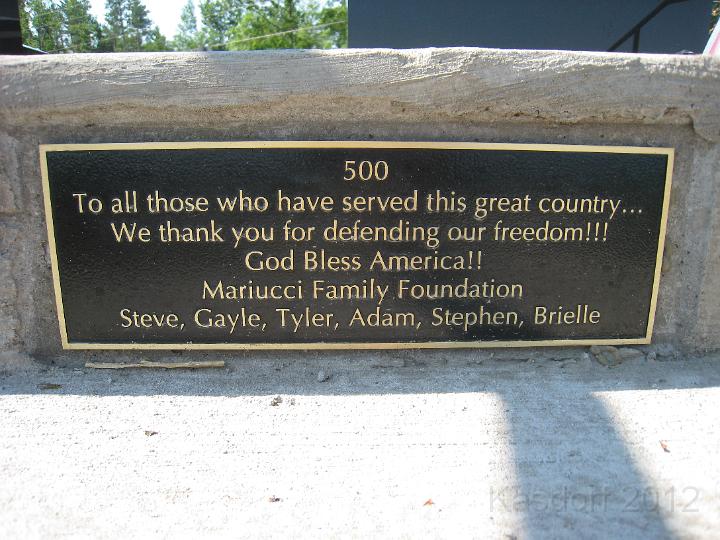 500
To all those who have served this great country...
We thank you for defending our freedom!!!
God Bless America!!
Mariucci Family Foundation
Steve, Gayle, Tyler, Adam, Stephen, Brielle
Kasdorf 2012